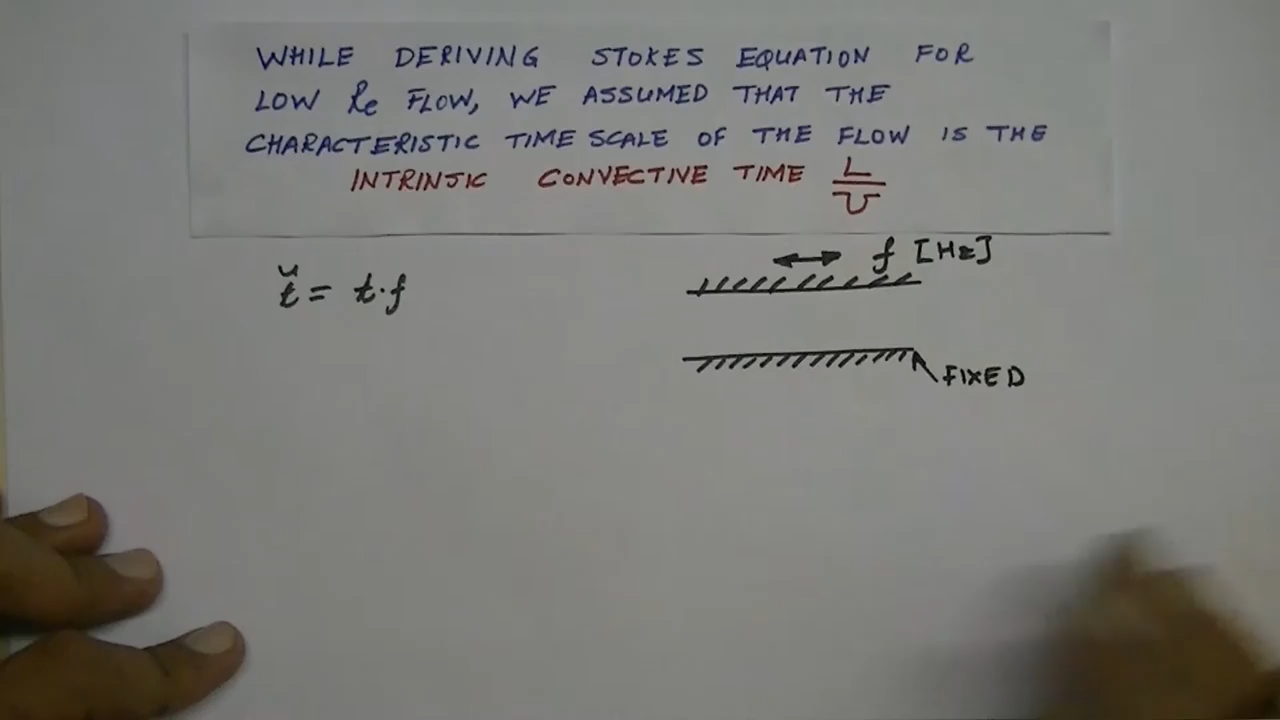 WHILE DERIVING STOKES EQUATION FOR
LOW Re FLOW, WE ASSUMED THAT THE
CHARACTERISTIC TIME SCALE OF THE FLOW IS THE
INTRINSIC CONVECTIVE TIME L/U
f [Hz]
t̆ = t·f
FIXED